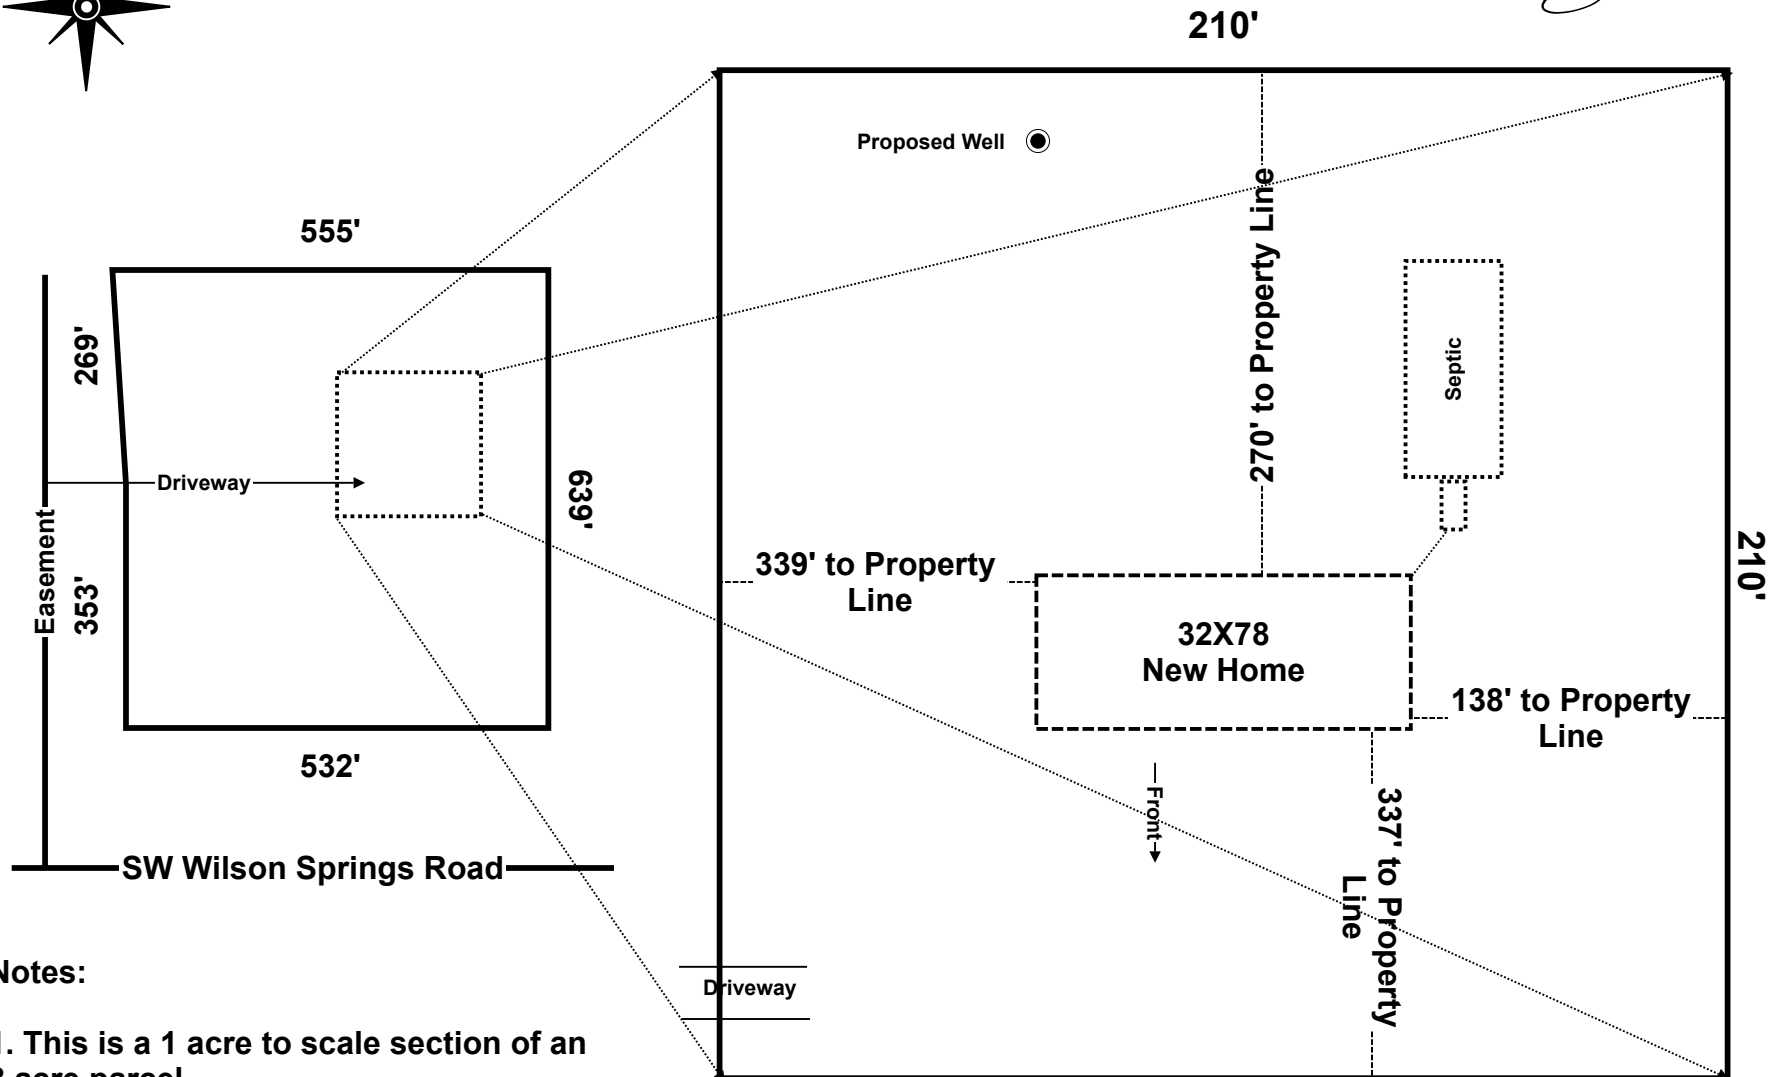 210'
Proposed Well
270' to Property Line
Septic
555'
269'
Driveway
639'
Easement
353'
532'
SW Wilson Springs Road
339' to Property
Line
32X78
New Home
210'
138' to Property
Line
Front
337' to Property
Line
Driveway
Notes:
1. This is a 1 acre to scale section of an
acre parcel